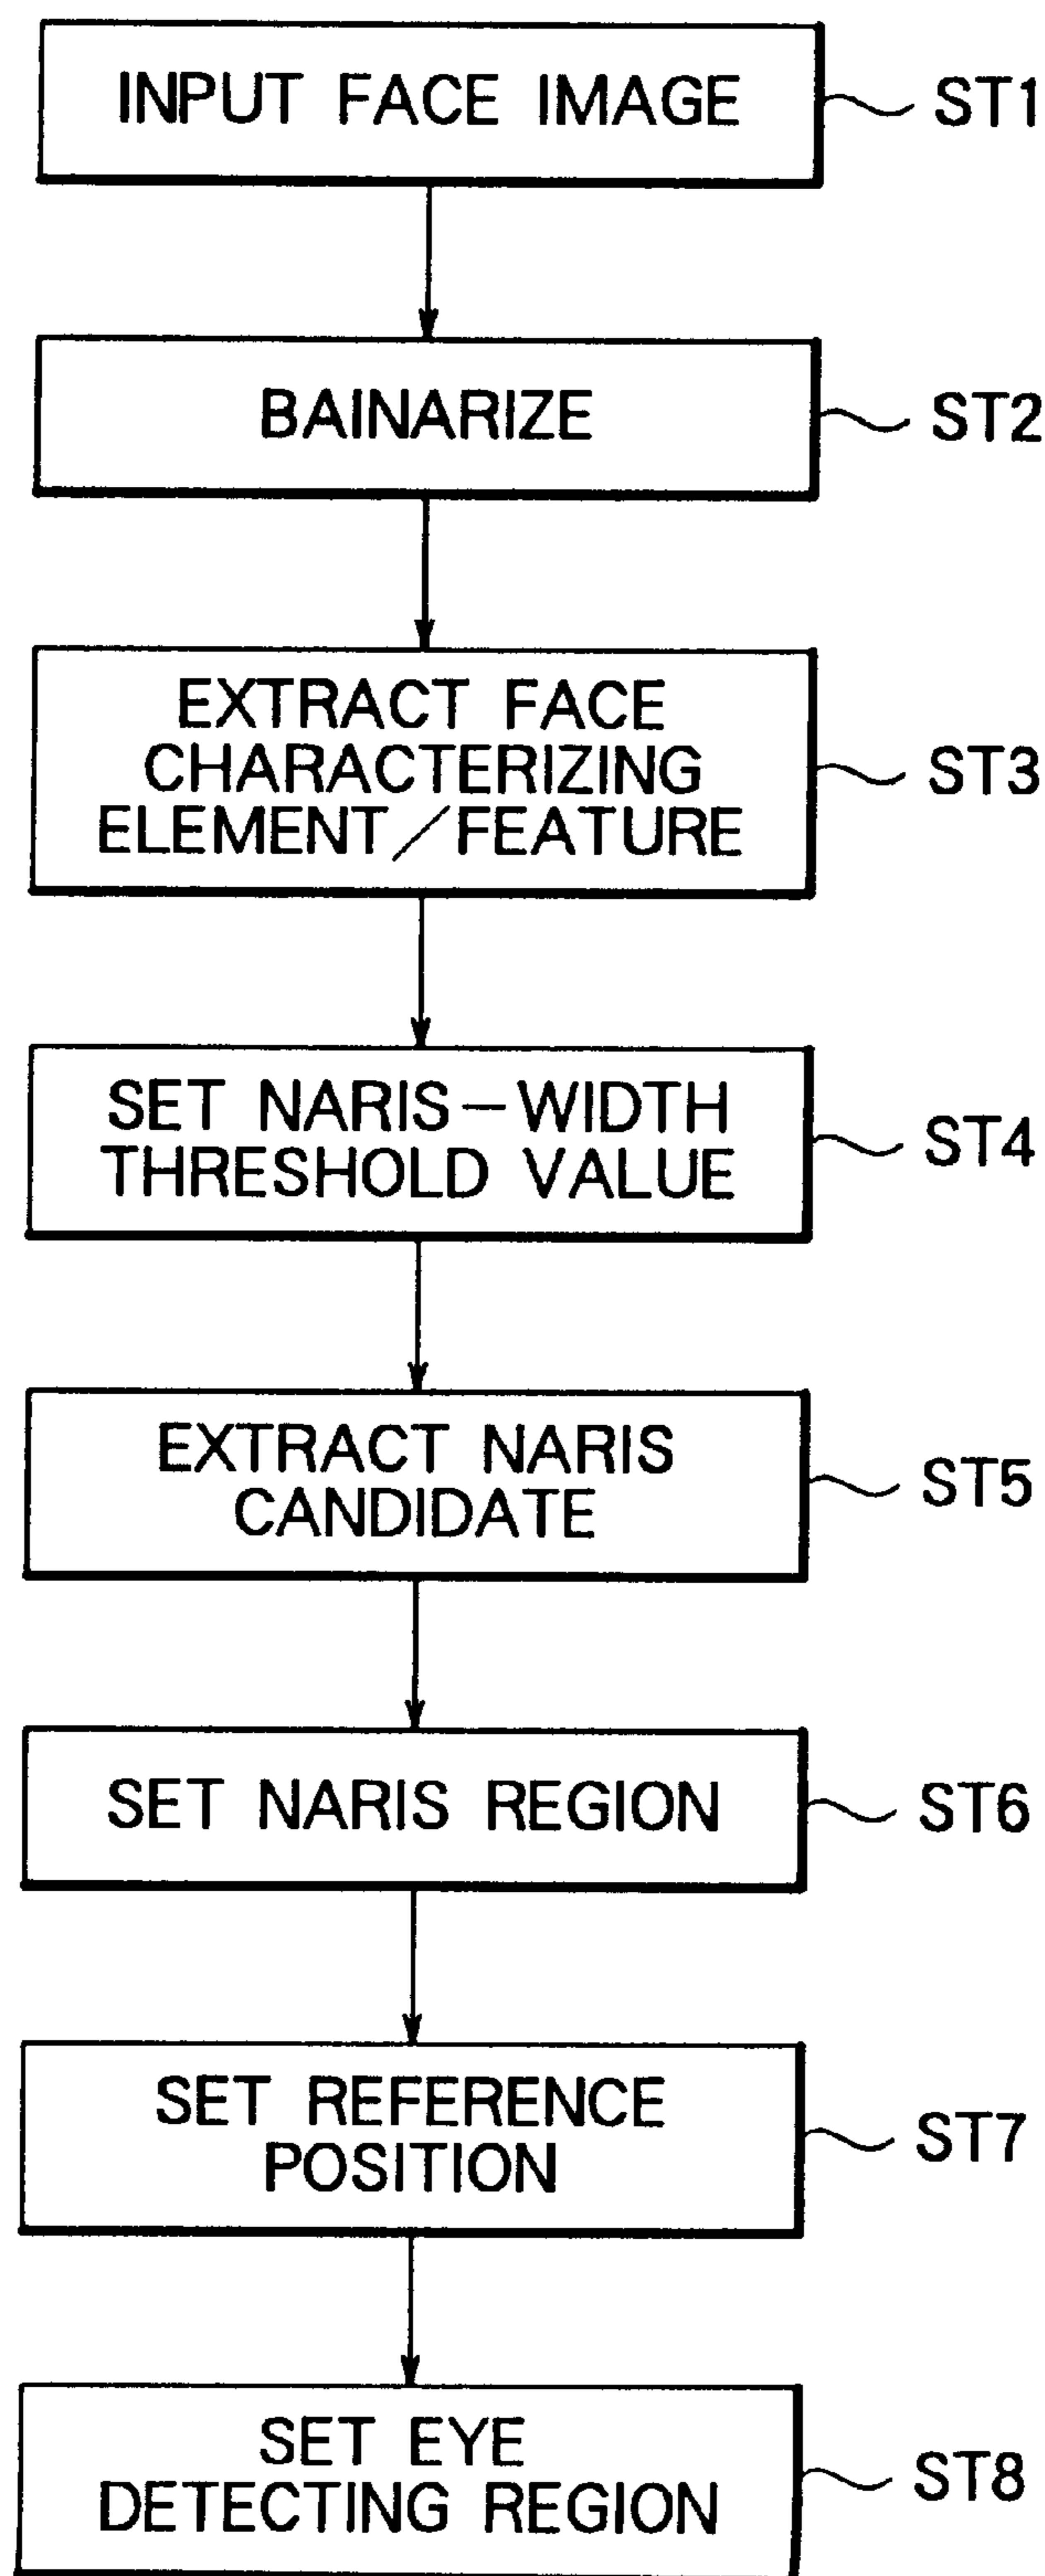 INPUT FACE IMAGE
ST1
BAINARIZE
ST2
EXTRACT FACE
CHARACTERIZING
ELEMENT/FEATURE
ST3
SET NARIS-WIDTH
THRESHOLD VALUE
ST4
EXTRACT NARIS
CANDIDATE
ST5
SET NARIS REGION
ST6
SET REFERENCE
POSITION
ST7
SET EYE
DETECTING REGION
ST8